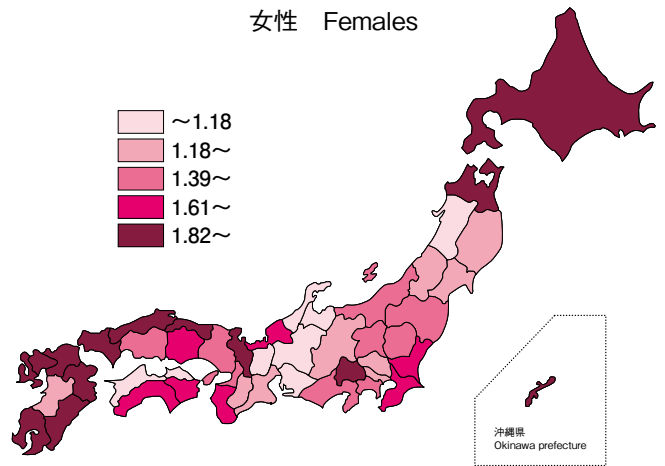 女性 Females
～1.18
1.18～
1.39～
1.61～
1.82～
沖縄県
Okinawa prefecture